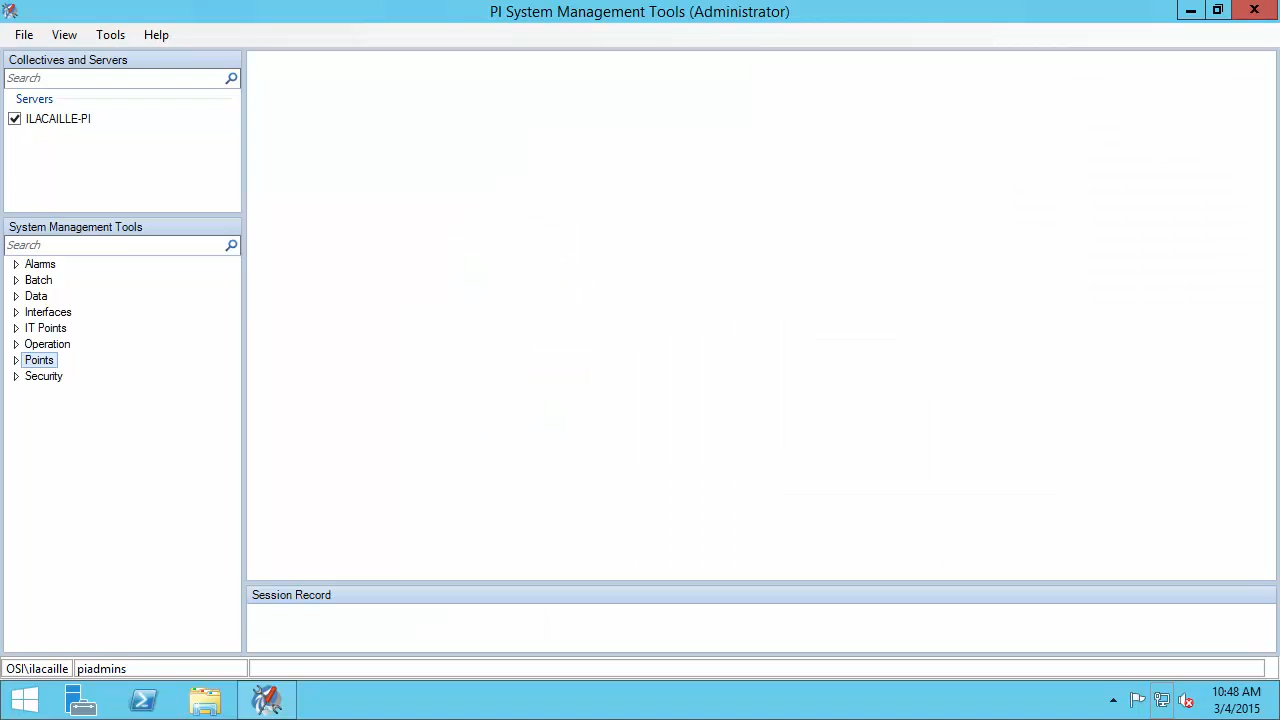 PI System Management Tools (Administrator)
File View Tools Help
Collectives and Servers
Search
Servers
ILACAILLE-PI
System Management Tools
Search
Alarms
Batch
Data
Interfaces
IT Points
Operation
Points
Security
Session Record
OSI\ilacaille piadmins
10:48 AM
3/4/2015